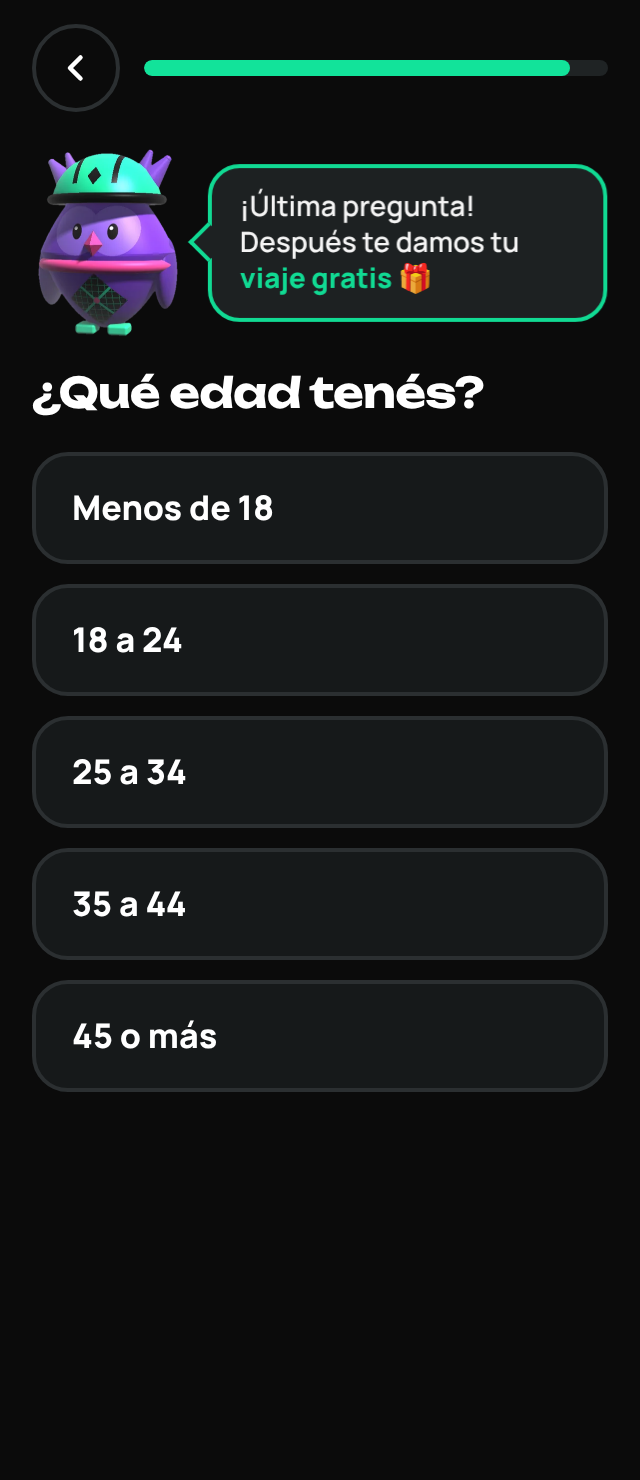 ¡Última pregunta!
Después te damos tu
viaje gratis 🎁
¿Qué edad tenés?
Menos de 18
18 a 24
25 a 34
35 a 44
45 o más